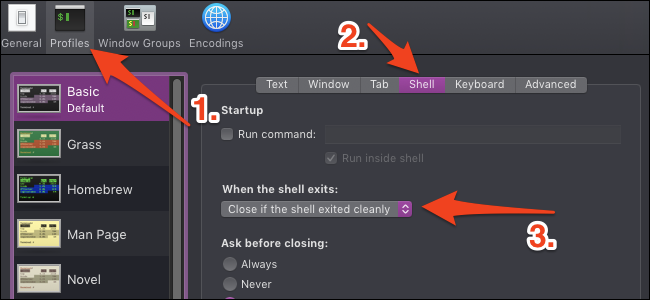 General Profiles Window Groups Encodings
1.
2.
Basic
Default
Grass
Homebrew
Man Page
Novel
Text Window Tab Shell Keyboard Advanced
Startup
Run command:
Run inside shell
When the shell exits:
Close if the shell exited cleanly
3.
Ask before closing:
Always
Never